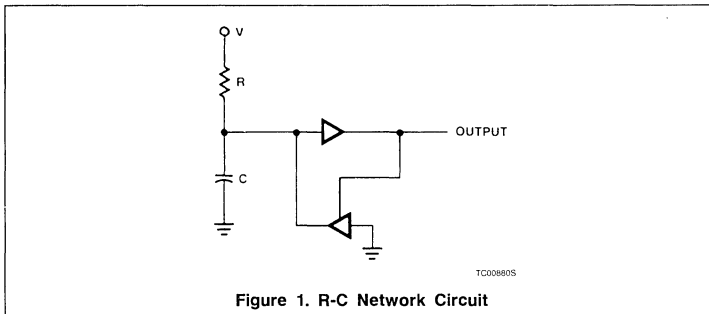 V
R
OUTPUT
C
TC00880S
Figure 1. R-C Network Circuit